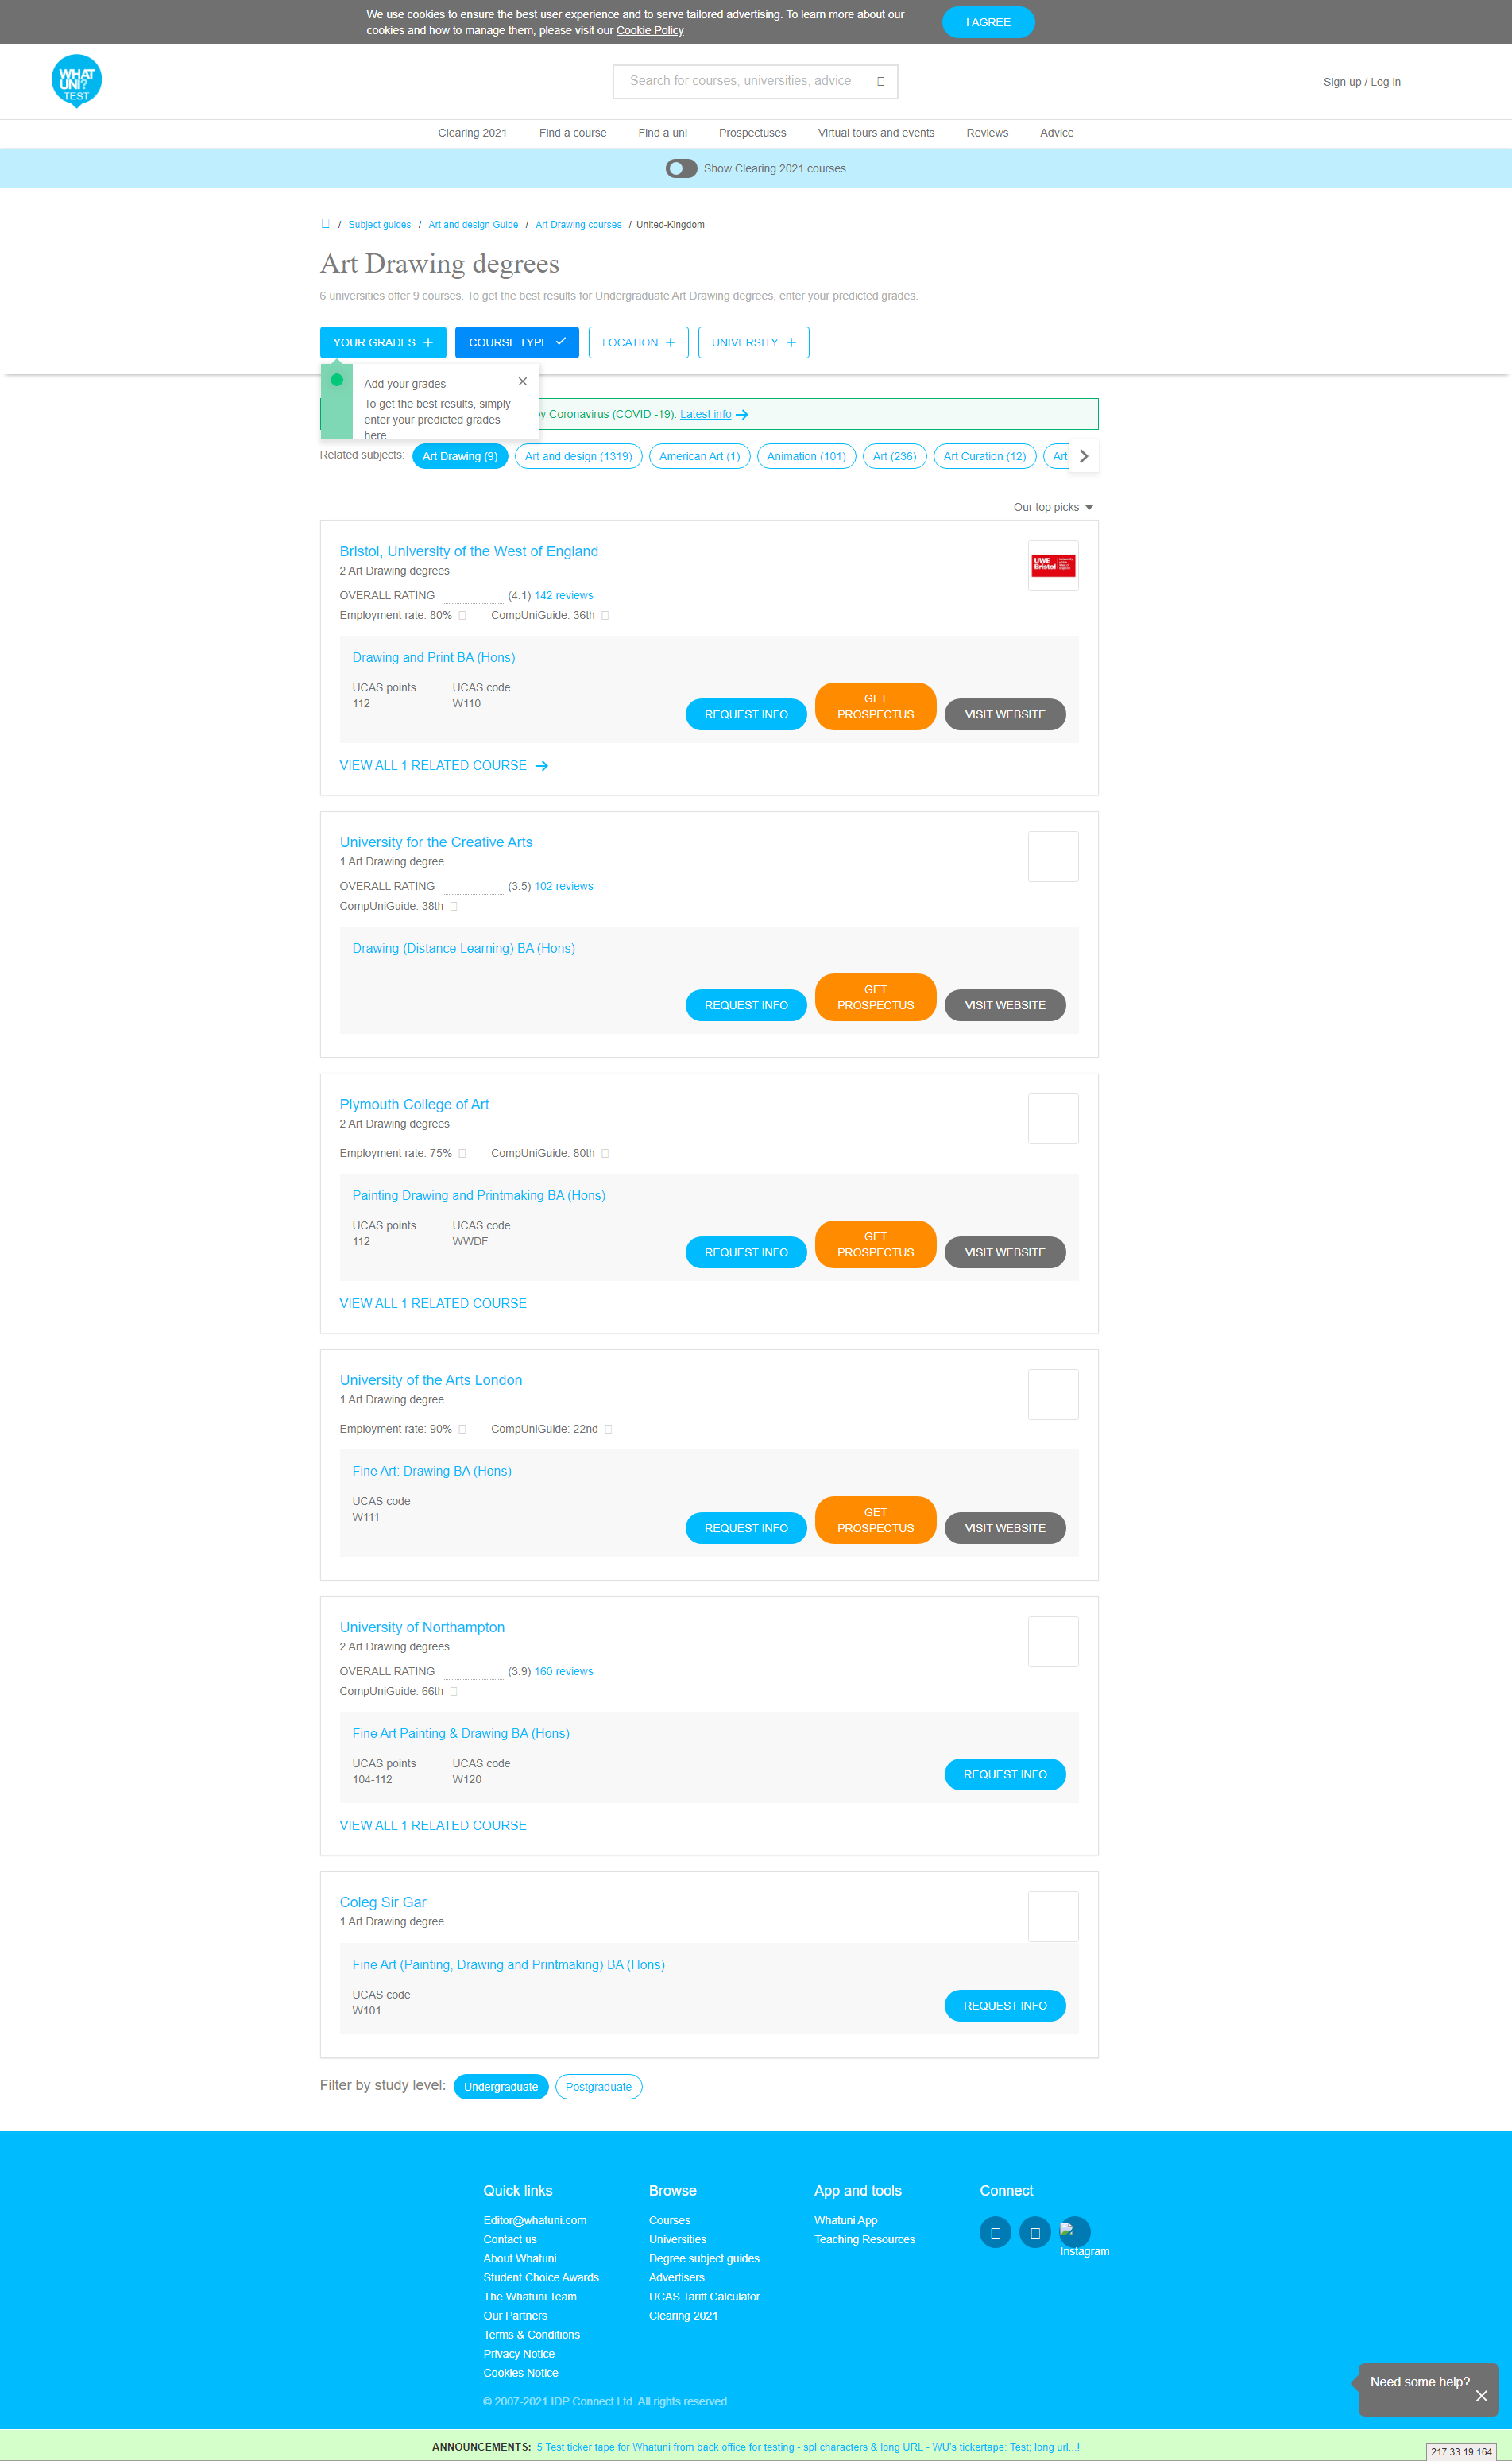 We use cookies to ensure the best user experience and to serve tailored advertising. To learn more about our
cookies and how to manage them, please visit our Cookie Policy
I AGREE
WHAT
UNI?
TEST
Search for courses, universities, advice
Sign up / Log in
Clearing 2021 Find a course Find a uni Prospectuses Virtual tours and events Reviews Advice
Show Clearing 2021 courses
/ Subject guides / Art and design Guide / Art Drawing courses / United-Kingdom
Art Drawing degrees
6 universities offer 9 courses. To get the best results for Undergraduate Art Drawing degrees, enter your predicted grades.
YOUR GRADES COURSE TYPE LOCATION UNIVERSITY
Add your grades
To get the best results, simply
enter your predicted grades
here.
by Coronavirus (COVID -19). Latest info
Related subjects: Art Drawing (9) Art and design (1319) American Art (1) Animation (101) Art (236) Art Curation (12) Art
Our top picks
Bristol, University of the West of England
UWE
Bristol
2 Art Drawing degrees
OVERALL RATING (4.1) 142 reviews
Employment rate: 80% CompUniGuide: 36th
Drawing and Print BA (Hons)
UCAS points UCAS code
112 W110
REQUEST INFO GET PROSPECTUS VISIT WEBSITE
VIEW ALL 1 RELATED COURSE
University for the Creative Arts
1 Art Drawing degree
OVERALL RATING (3.5) 102 reviews
CompUniGuide: 38th
Drawing (Distance Learning) BA (Hons)
REQUEST INFO GET PROSPECTUS VISIT WEBSITE
Plymouth College of Art
2 Art Drawing degrees
Employment rate: 75% CompUniGuide: 80th
Painting Drawing and Printmaking BA (Hons)
UCAS points UCAS code
112 WWDF
REQUEST INFO GET PROSPECTUS VISIT WEBSITE
VIEW ALL 1 RELATED COURSE
University of the Arts London
1 Art Drawing degree
Employment rate: 90% CompUniGuide: 22nd
Fine Art: Drawing BA (Hons)
UCAS code
W111
REQUEST INFO GET PROSPECTUS VISIT WEBSITE
University of Northampton
2 Art Drawing degrees
OVERALL RATING (3.9) 160 reviews
CompUniGuide: 66th
Fine Art Painting & Drawing BA (Hons)
UCAS points UCAS code
104-112 W120
REQUEST INFO
VIEW ALL 1 RELATED COURSE
Coleg Sir Gar
1 Art Drawing degree
Fine Art (Painting, Drawing and Printmaking) BA (Hons)
UCAS code
W101
REQUEST INFO
Filter by study level: Undergraduate Postgraduate
Quick links
Editor@whatuni.com
Contact us
About Whatuni
Student Choice Awards
The Whatuni Team
Our Partners
Terms & Conditions
Privacy Notice
Cookies Notice
Browse
Courses
Universities
Degree subject guides
Advertisers
UCAS Tariff Calculator
Clearing 2021
App and tools
Whatuni App
Teaching Resources
Connect
Instagram
© 2007-2021 IDP Connect Ltd. All rights reserved.
Need some help?
ANNOUNCEMENTS: 5 Test ticker tape for Whatuni from back office for testing - spl characters & long URL - WU's tickertape: Test; long url...!
217.33.19.164